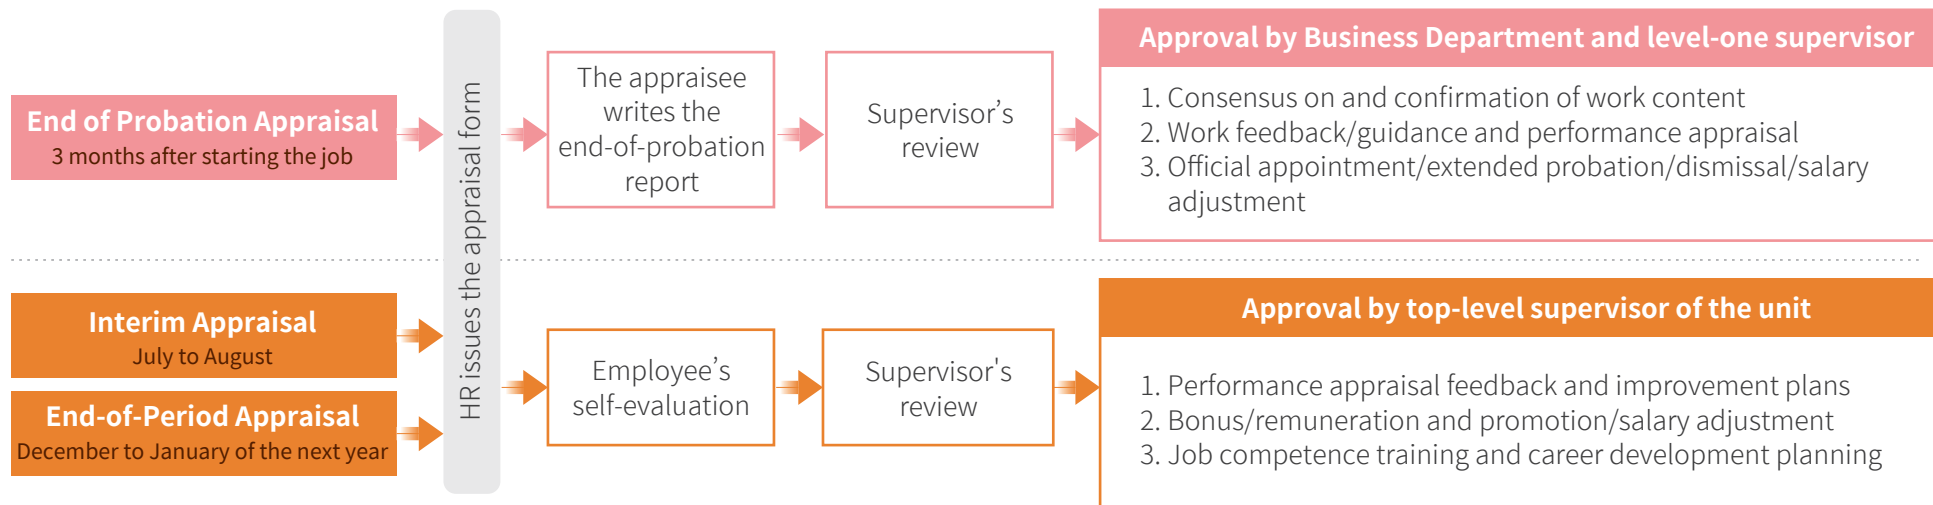 End of Probation Appraisal
3 months after starting the job
HR issues the appraisal form
The appraisee
writes the
end-of-probation
report
Supervisor’s
review
Approval by Business Department and level-one supervisor
1. Consensus on and confirmation of work content
2. Work feedback/guidance and performance appraisal
3. Official appointment/extended probation/dismissal/salary
adjustment
Interim Appraisal
July to August
End-of-Period Appraisal
December to January of the next year
Employee’s
self-evaluation
Supervisor's
review
Approval by top-level supervisor of the unit
1. Performance appraisal feedback and improvement plans
2. Bonus/remuneration and promotion/salary adjustment
3. Job competence training and career development planning